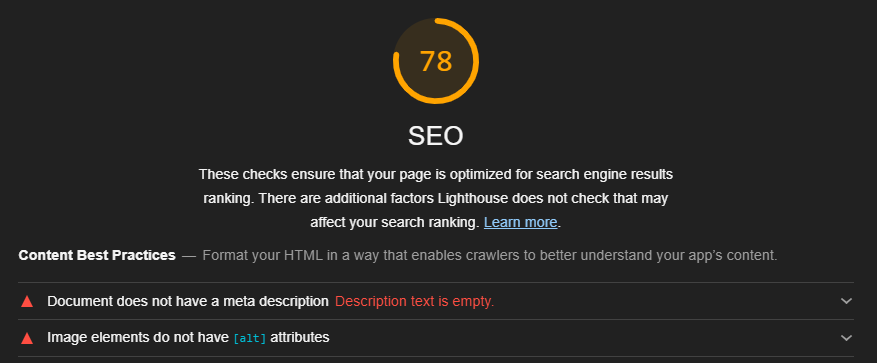 78
SEO
These checks ensure that your page is optimized for search engine results
ranking. There are additional factors Lighthouse does not check that may
affect your search ranking. Learn more.
Content Best Practices — Format your HTML in a way that enables crawlers to better understand your app's content.
Document does not have a meta description Description text is empty.
Image elements do not have [alt] attributes